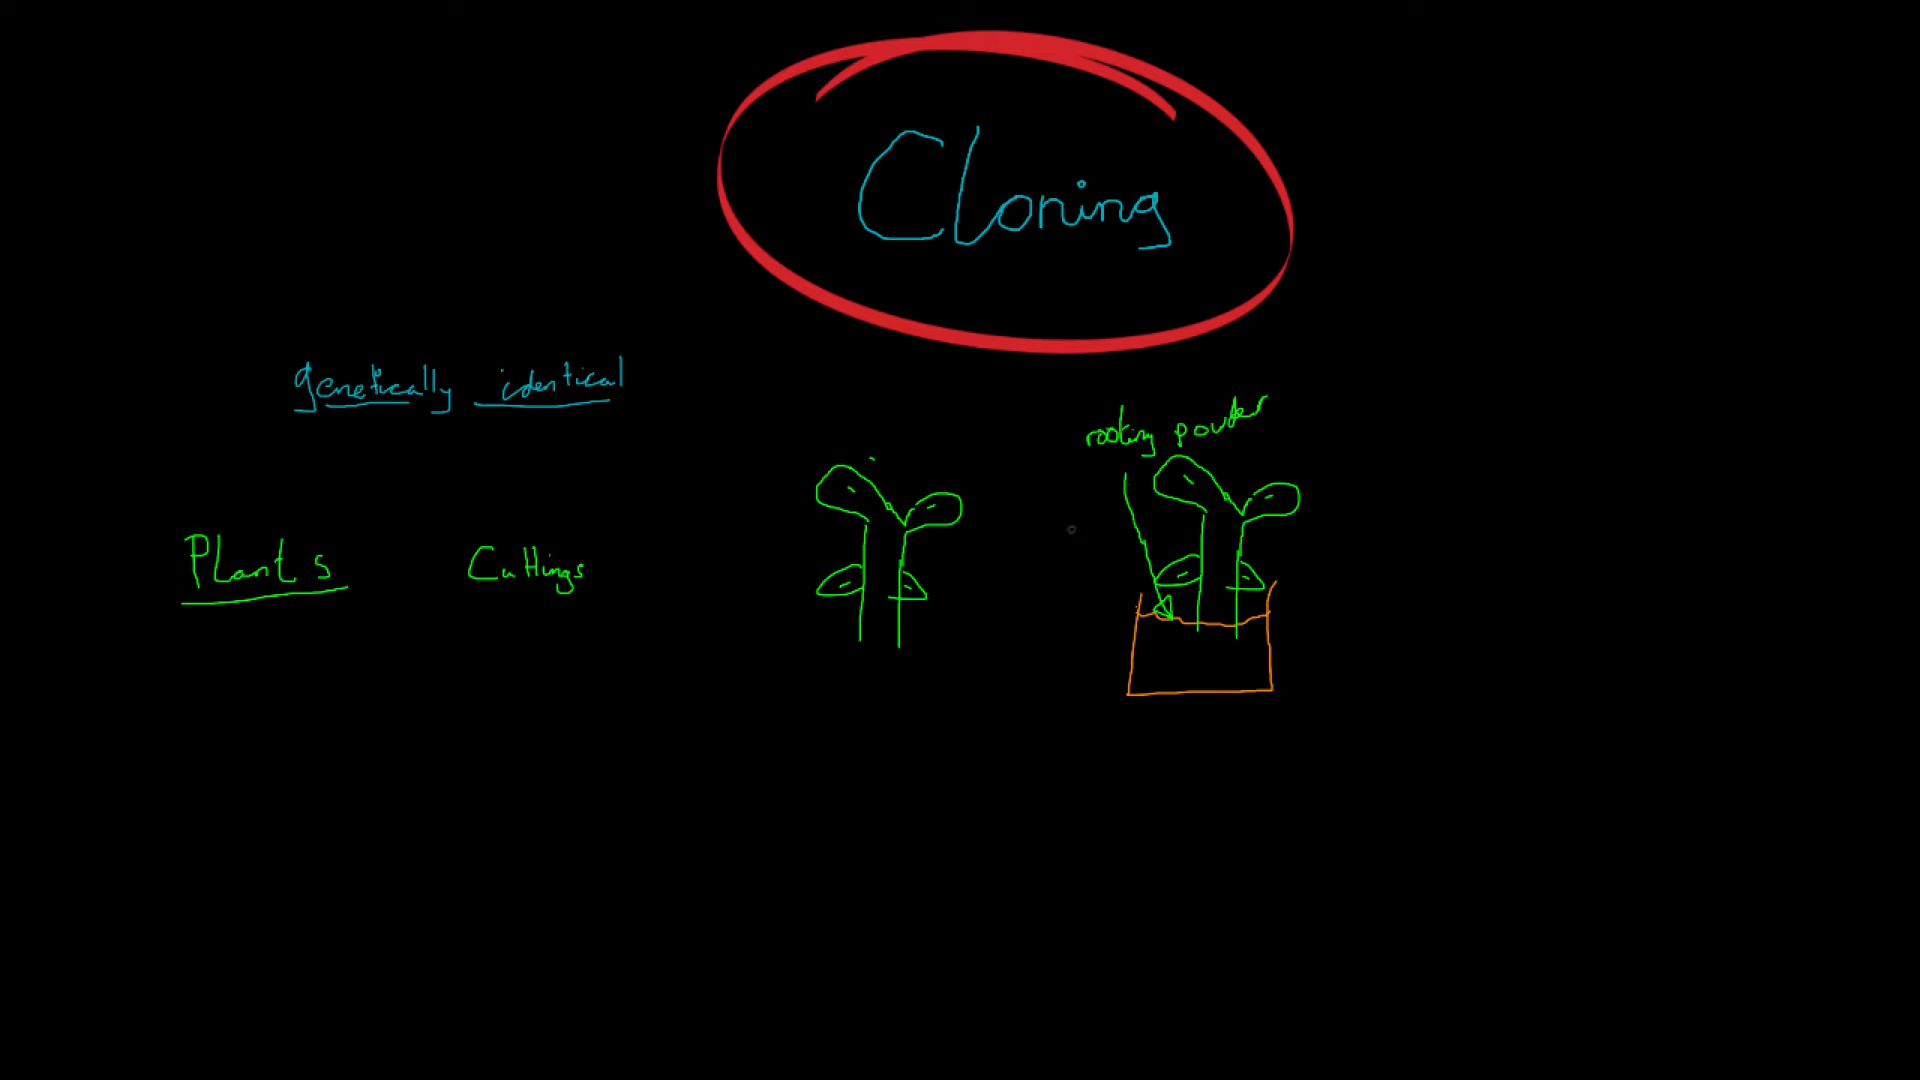 Cloning
genetically identical
rooting powder
Plants
Cuttings